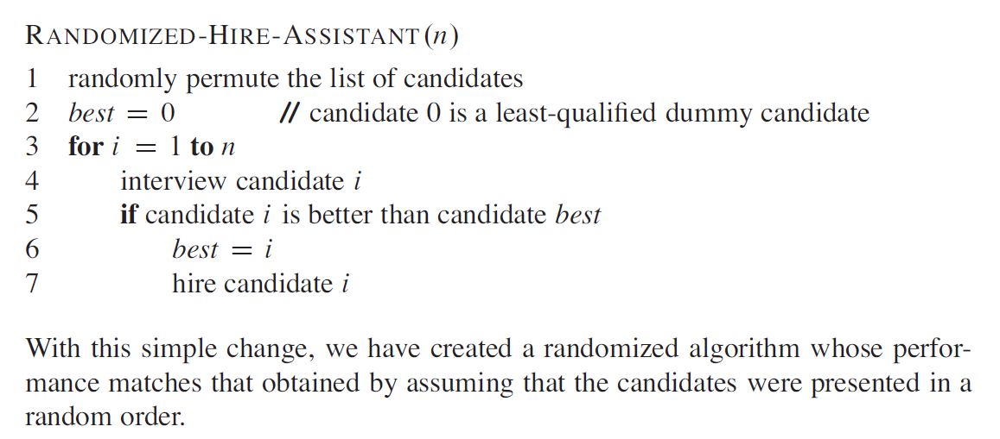 RANDOMIZED-HIRE-ASSISTANT(n)
1 randomly permute the list of candidates
2 best = 0 // candidate 0 is a least-qualified dummy candidate
3 for i = 1 to n
4 interview candidate i
5 if candidate i is better than candidate best
6 best = i
7 hire candidate i
With this simple change, we have created a randomized algorithm whose perfor-
mance matches that obtained by assuming that the candidates were presented in a
random order.